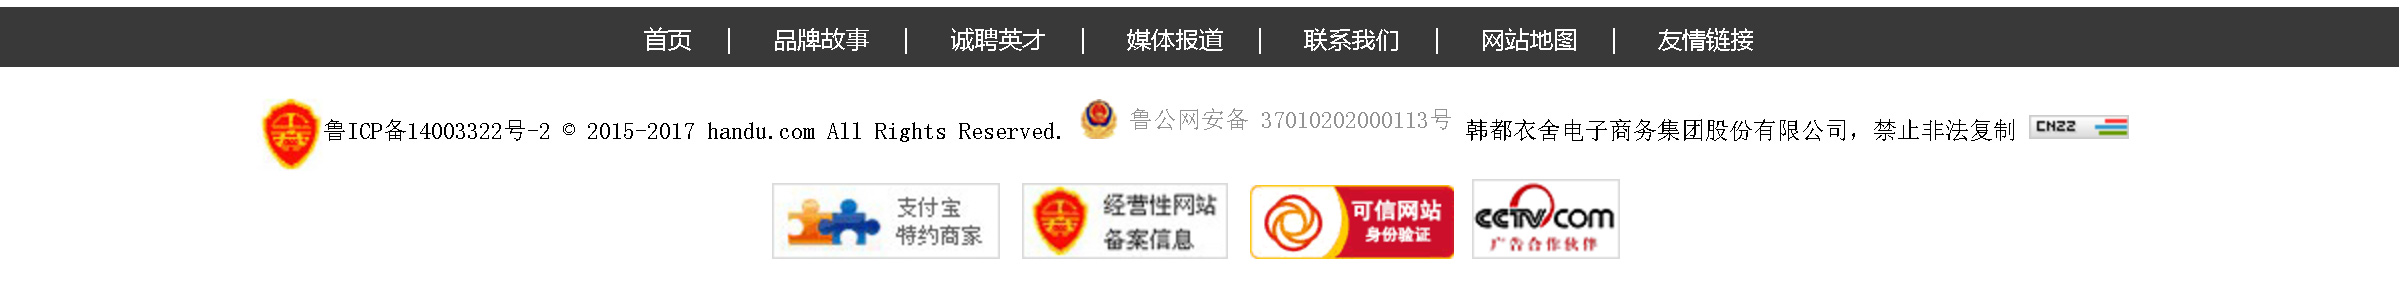 首页 | 品牌故事 | 诚聘英才 | 媒体报道 | 联系我们 | 网站地图 | 友情链接
鲁ICP备14003322号-2 © 2015-2017 handu.com All Rights Reserved. 鲁公网安备 37010202000113号 韩都衣舍电子商务集团股份有限公司，禁止非法复制 CNZZ
支付宝
特约商家
经营性网站
备案信息
可信网站
身份验证
CCTV.com
广告合作伙伴